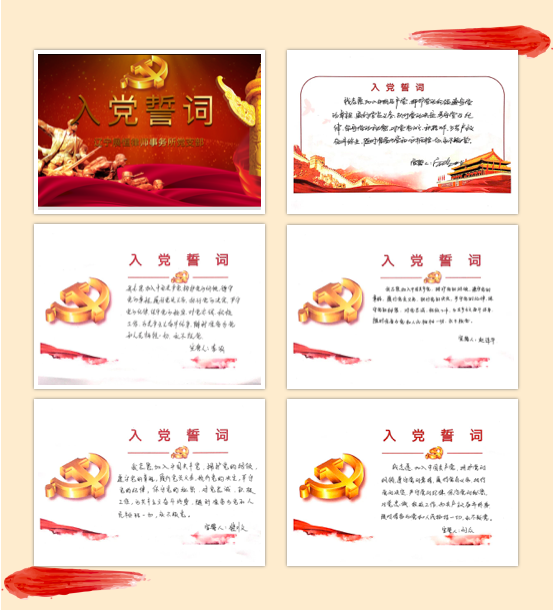 入党誓词
师事务所
入党誓词
我志愿加入中国共产党，拥护党的纲领，遵守党
的章程，履行党员义务，执行党的决定，严守党的纪
律，保守党的秘密，对党忠诚，积极工作，为共产主义
奋斗终身，随时准备为党和人民牺牲一切，永不叛党。
宣誓人：
入党誓词
我志愿加入中国共产党，拥护党的纲领，遵守
党的章程，履行党员义务，执行党的决定，严守
党的纪律，保守党的秘密，对党忠诚，积极
工作，为共产主义奋斗终身，随时准备为党
和人民牺牲一切，永不叛党。
宣誓人：
入党誓词
我志愿加入中国共产党，拥护党的纲领，遵守党的
章程，履行党员义务，执行党的决定，严守党的纪律，保
守党的秘密，对党忠诚，积极工作，为共产主义奋斗终身，
随时准备为党和人民牺牲一切，永不叛党。
宣誓人：
入党誓词
我志愿加入中国共产党，拥护党的纲领，
遵守党的章程，履行党员义务，执行党的决定，严守
党的纪律，保守党的秘密，对党忠诚，积极
工作，为共产主义奋斗终身，随时准备为党和人
民牺牲一切，永不叛党。
宣誓人：
入党誓词
我志愿加入中国共产党，拥护党的
纲领，遵守党的章程，履行党员义务，执行
党的决定，严守党的纪律，保守党的秘密，
对党忠诚，积极工作，为共产主义奋斗终身，
随时准备为党和人民牺牲一切，永不叛党。
宣誓人：